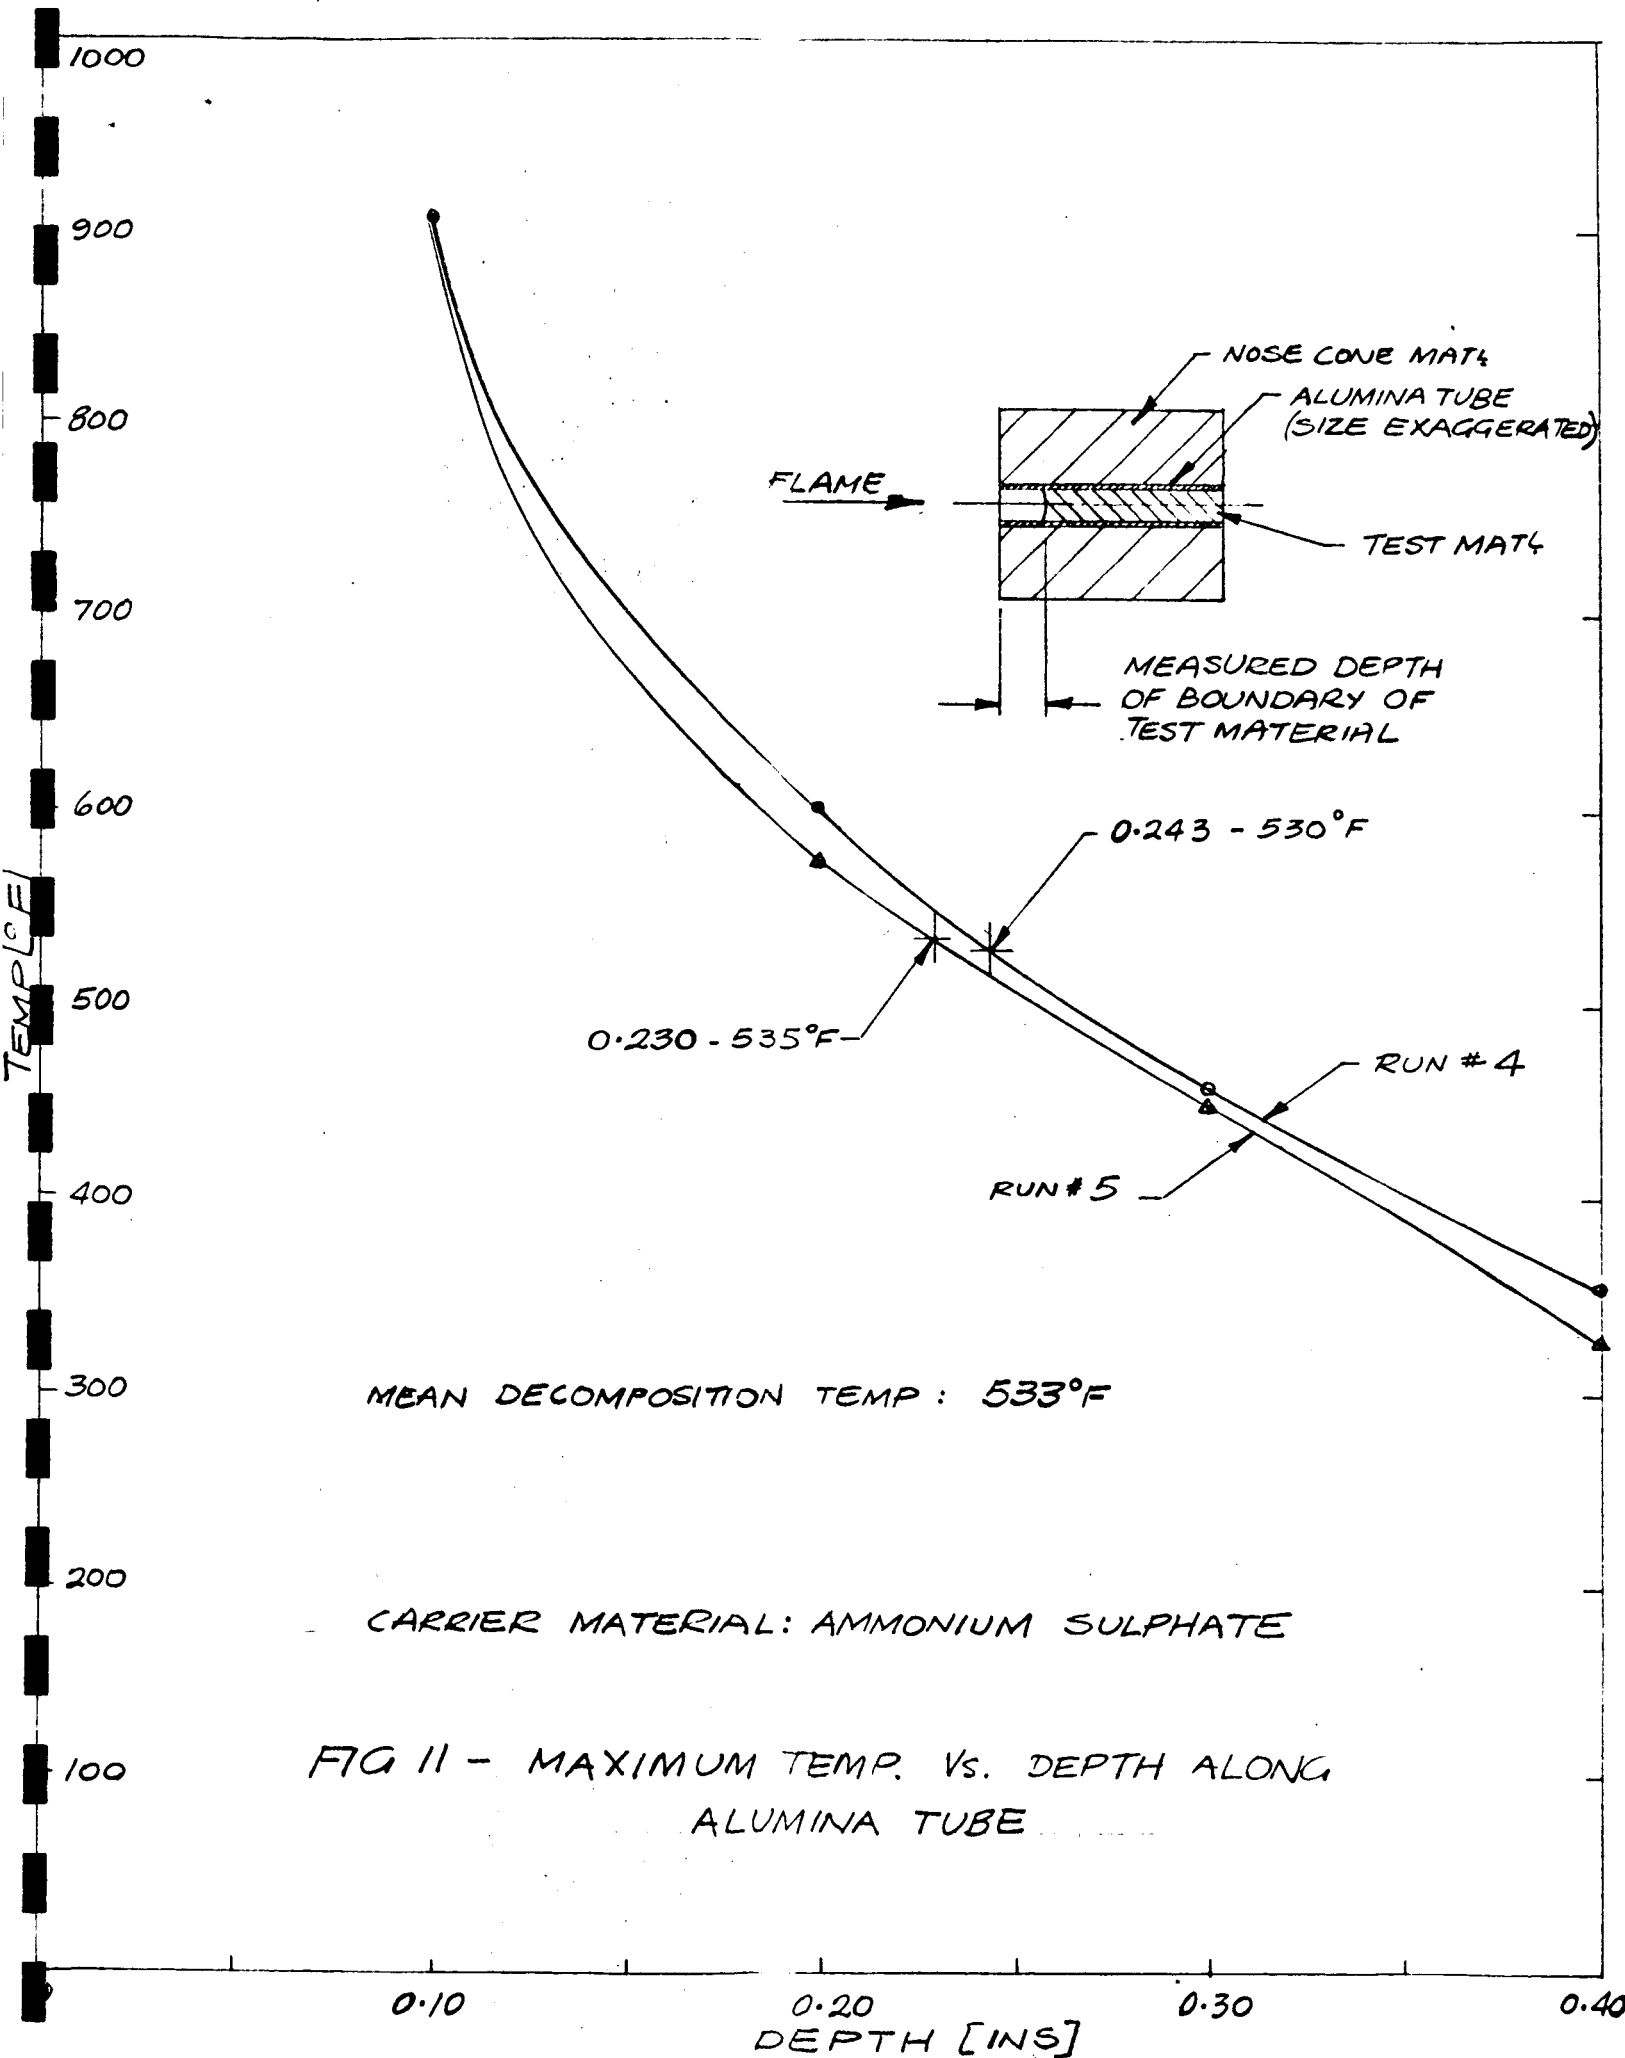 1000
900
800
700
600
500
400
300
200
100
TEMP [°F]
NOSE CONE MATL
ALUMINA TUBE
(SIZE EXAGGERATED)
FLAME
TEST MATL
MEASURED DEPTH
OF BOUNDARY OF
TEST MATERIAL
0.243 - 530°F
0.230 - 535°F
RUN # 4
RUN # 5
MEAN DECOMPOSITION TEMP : 533°F
CARRIER MATERIAL: AMMONIUM SULPHATE
FIG 11 - MAXIMUM TEMP. Vs. DEPTH ALONG
ALUMINA TUBE
0.10 0.20 0.30 0.40
DEPTH [INS]